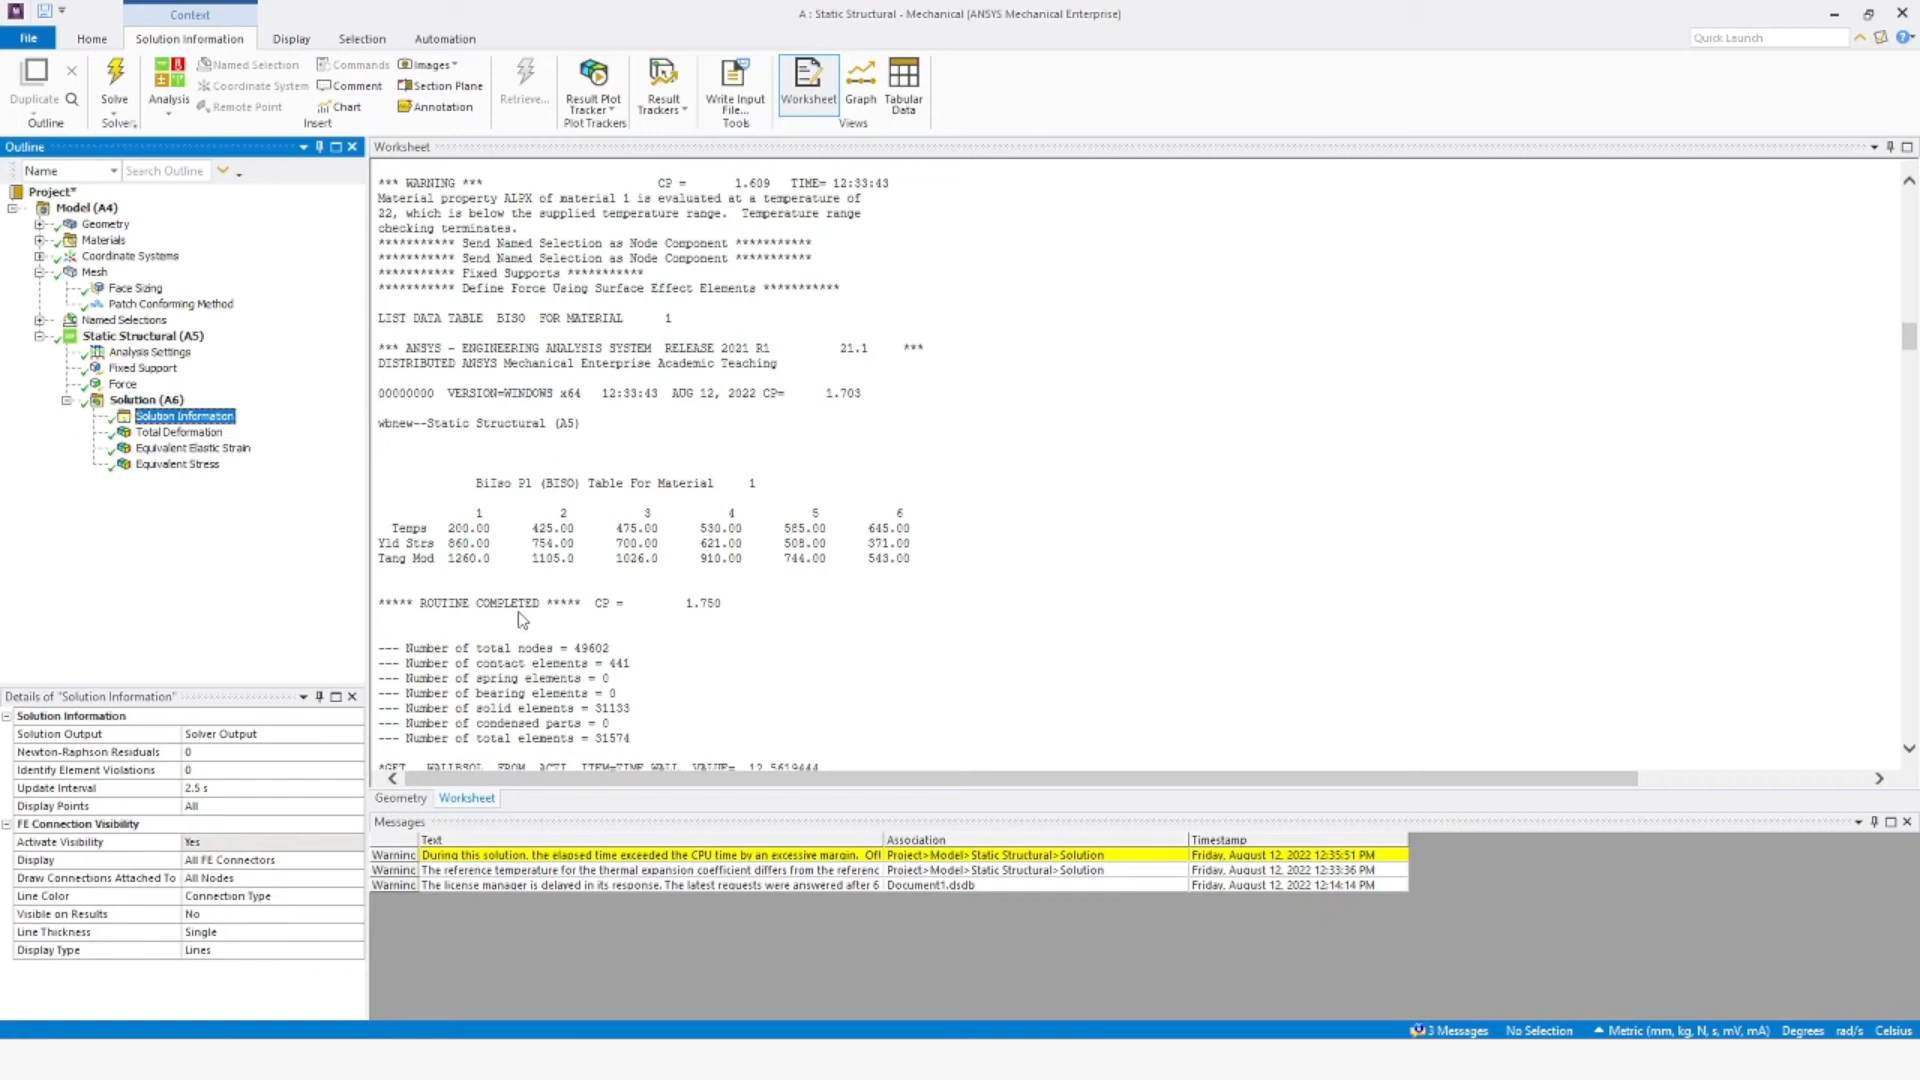 Context
A : Static Structural - Mechanical [ANSYS Mechanical Enterprise]
File
Home
Solution Information
Display
Selection
Automation
Quick Launch
Duplicate
Outline
Solve
Solver
Analysis
Named Selection
Coordinate System
Remote Point
Commands
Comment
Chart
Insert
Images
Section Plane
Annotation
Retrieve...
Result Plot Tracker
Plot Trackers
Result Trackers
Write Input File...
Tools
Worksheet
Graph
Tabular Data
Views
Outline
Name
Search Outline
Project*
Model (A4)
Geometry
Materials
Coordinate Systems
Mesh
Face Sizing
Patch Conforming Method
Named Selections
Static Structural (A5)
Analysis Settings
Fixed Support
Force
Solution (A6)
Solution Information
Total Deformation
Equivalent Elastic Strain
Equivalent Stress
Worksheet
*** WARNING *** CP = 1.609 TIME= 12:33:43
Material property ALPX of material 1 is evaluated at a temperature of
22, which is below the supplied temperature range. Temperature range
checking terminates.
*********** Send Named Selection as Node Component ***********
*********** Send Named Selection as Node Component ***********
*********** Fixed Supports ***********
*********** Define Force Using Surface Effect Elements ***********
LIST DATA TABLE BISO FOR MATERIAL 1
*** ANSYS - ENGINEERING ANALYSIS SYSTEM RELEASE 2021 R1 21.1 ***
DISTRIBUTED ANSYS Mechanical Enterprise Academic Teaching
00000000 VERSION=WINDOWS x64 12:33:43 AUG 12, 2022 CP= 1.703
wbnew--Static Structural (A5)
BiIso Pl (BISO) Table For Material 1
1 2 3 4 5 6
Temps 200.00 425.00 475.00 530.00 585.00 645.00
Yld Strs 860.00 754.00 700.00 621.00 508.00 371.00
Tang Mod 1260.0 1105.0 1026.0 910.00 744.00 543.00
***** ROUTINE COMPLETED ***** CP = 1.750
--- Number of total nodes = 49602
--- Number of contact elements = 441
--- Number of spring elements = 0
--- Number of bearing elements = 0
--- Number of solid elements = 31133
--- Number of condensed parts = 0
--- Number of total elements = 31574
*GET WALLBSOL FROM ACTI ITEM=TIME WALL VALUE= 12.5619444
Geometry
Worksheet
Details of "Solution Information"
Solution Information
Solution Output Solver Output
Newton-Raphson Residuals 0
Identify Element Violations 0
Update Interval 2.5 s
Display Points All
FE Connection Visibility
Activate Visibility Yes
Display All FE Connectors
Draw Connections Attached To All Nodes
Line Color Connection Type
Visible on Results No
Line Thickness Single
Display Type Lines
Messages
Text Association Timestamp
Warning During this solution, the elapsed time exceeded the CPU time by an excessive margin. Oft Project>Model>Static Structural>Solution Friday, August 12, 2022 12:35:51 PM
Warning The reference temperature for the thermal expansion coefficient differs from the referenc Project>Model>Static Structural>Solution Friday, August 12, 2022 12:33:36 PM
Warning The license manager is delayed in its response. The latest requests were answered after 6 Document1.dsdb Friday, August 12, 2022 12:14:14 PM
3 Messages
No Selection
Metric (mm, kg, N, s, mV, mA)
Degrees
rad/s
Celsius